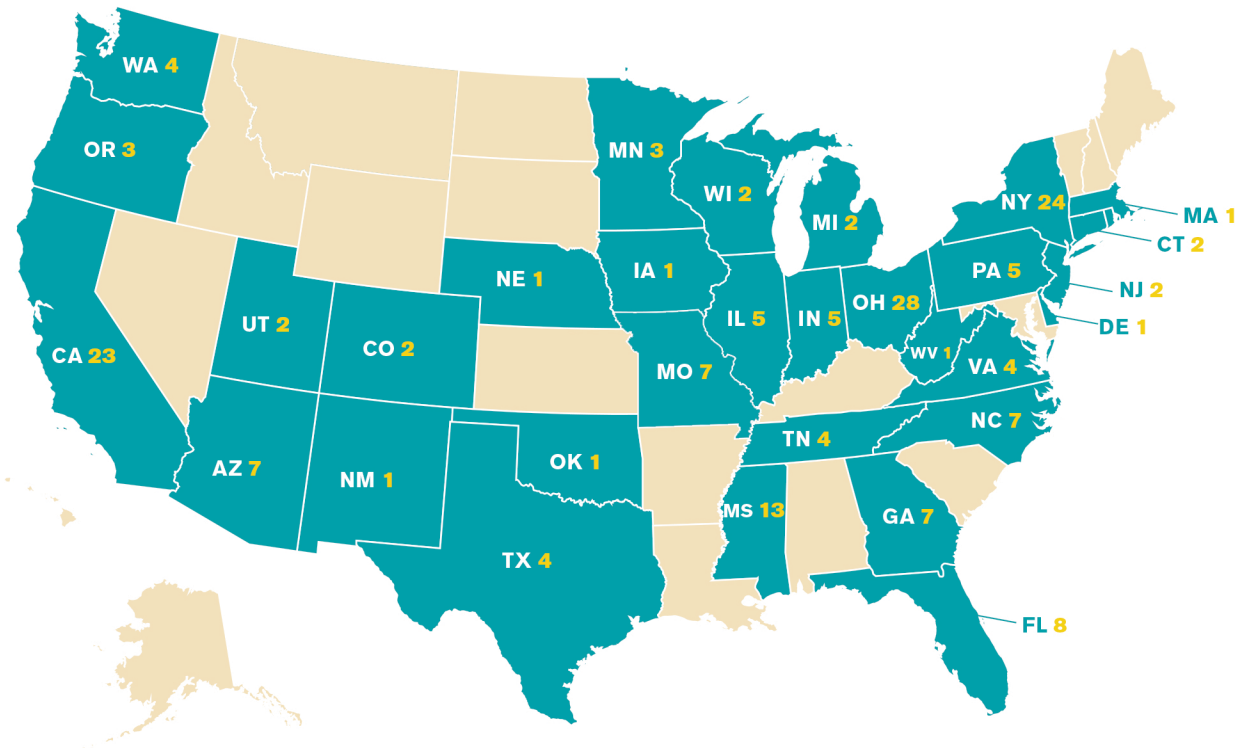 WA 4
OR 3
MN 3
WI 2
NY 24
MA 1
MI 2
CT 2
IA 1
PA 5
NE 1
NJ 2
OH 28
IL 5
IN 5
UT 2
DE 1
CO 2
WV 1
CA 23
VA 4
MO 7
NC 7
TN 4
OK 1
AZ 7
NM 1
MS 13
GA 7
TX 4
FL 8